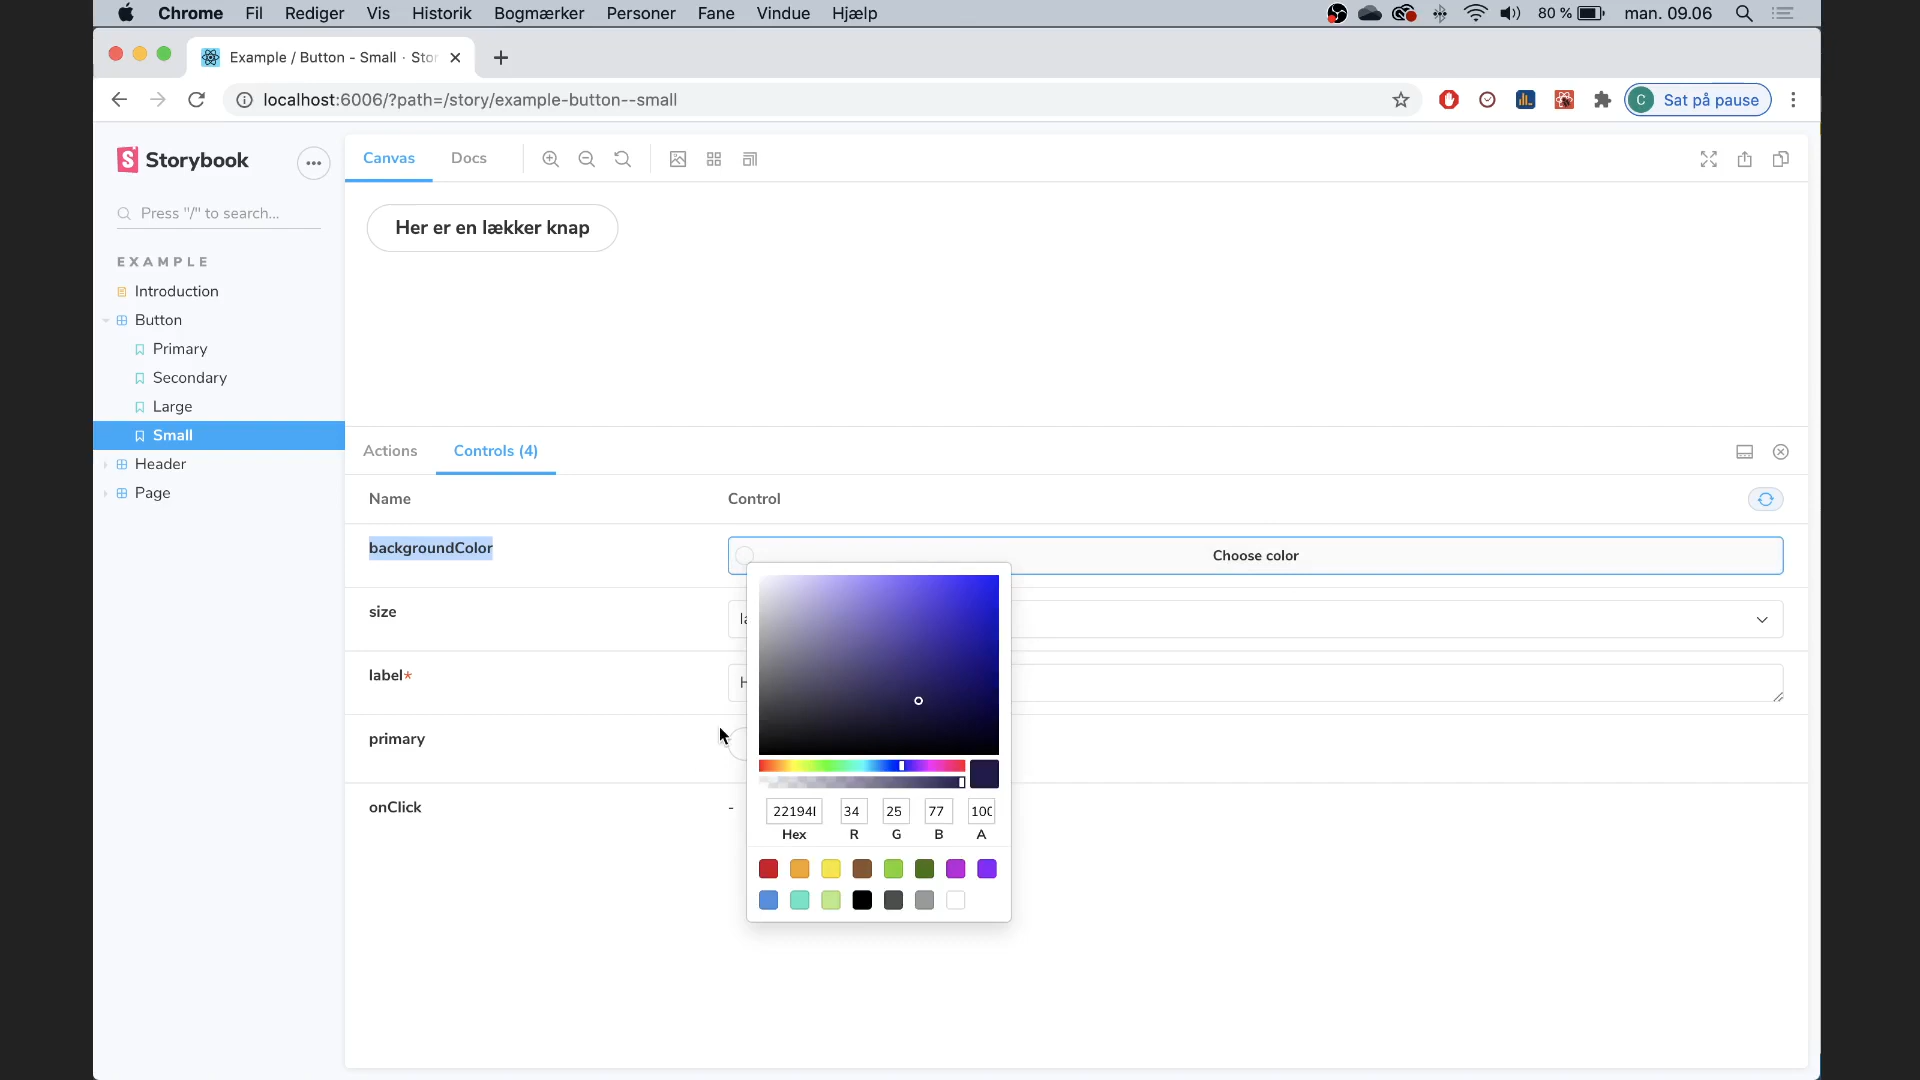 Chrome Fil Rediger Vis Historik Bogmærker Personer Fane Vindue Hjælp 80 % man. 09.06
Example / Button - Small · Stor
localhost:6006/?path=/story/example-button--small
C Sat på pause
Storybook
Canvas Docs
Press "/" to search...
Her er en lækker knap
EXAMPLE
Introduction
Button
Primary
Secondary
Large
Small
Header
Page
Actions Controls (4)
Name Control
backgroundColor
Choose color
size
label*
primary
onClick -
34 25 77
Hex R G B A